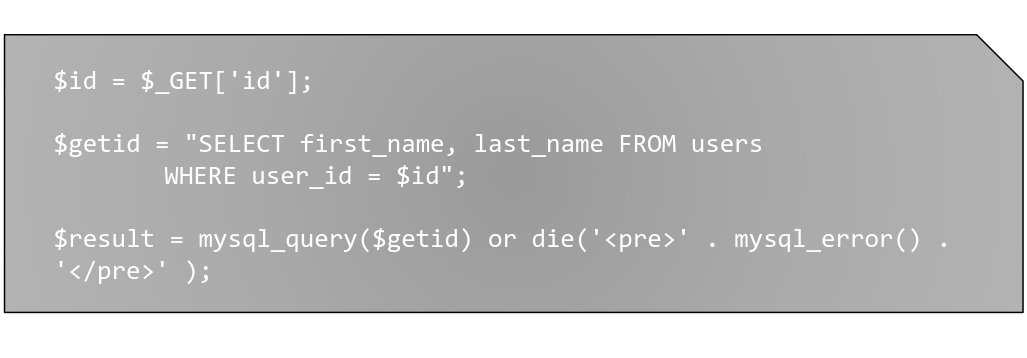 $id = $_GET['id'];
$getid = "SELECT first_name, last_name FROM users
WHERE user_id = $id";
$result = mysql_query($getid) or die('<pre>' . mysql_error() .
'</pre>' );